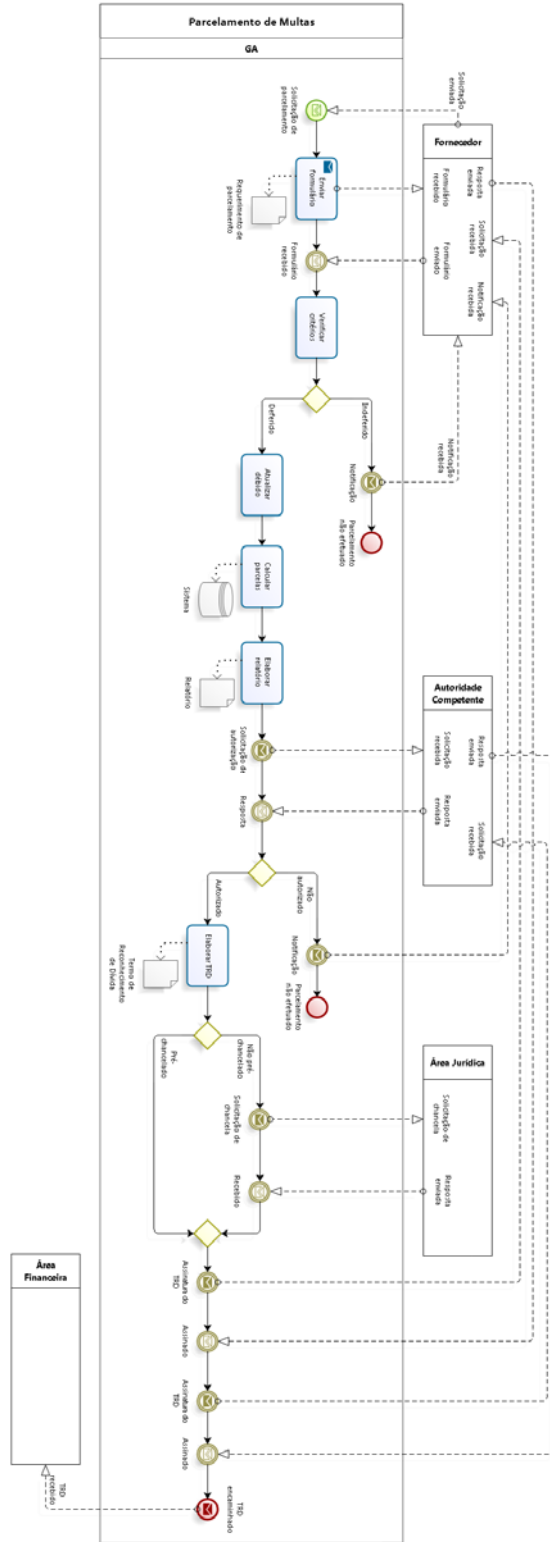 Parcelamento de Multas
GA
Solicitação de
parcelamento
Solicitação
enviada
Fornecedor
Resposta
enviada
Formulário
recebido
Solicitação
recebida
Formulário
enviado
Notificação
recebida
Enviar
formulário
Requerimento de
parcelamento
Formulário
recebido
Verificar
critérios
Notificação
recebida
Indeferido
Deferido
Notificação
Parcelamento
não efetuado
Atualizar
débido
Calcular
parcelas
Sistema
Elaborar
relatório
Relatório
Solicitação de
autorização
Resposta
Autoridade
Competente
Resposta
enviada
Solicitação
recebida
Resposta
enviada
Solicitação
recebida
Não
autorizado
Autorizado
Notificação
Parcelamento
não efetuado
Elaborar TRD
Termo de
Reconhecimento
de Dívida
Não pré-
chancelado
Pré-
chancelado
Solicitação de
chancela
Recebido
Área Jurídica
Solicitação de
chancela
Resposta
enviada
Assinatura do
TRD
Assinado
Assinatura do
TRD
Assinado
TRD
encaminhado
TRD
recebido
Área
Financeira